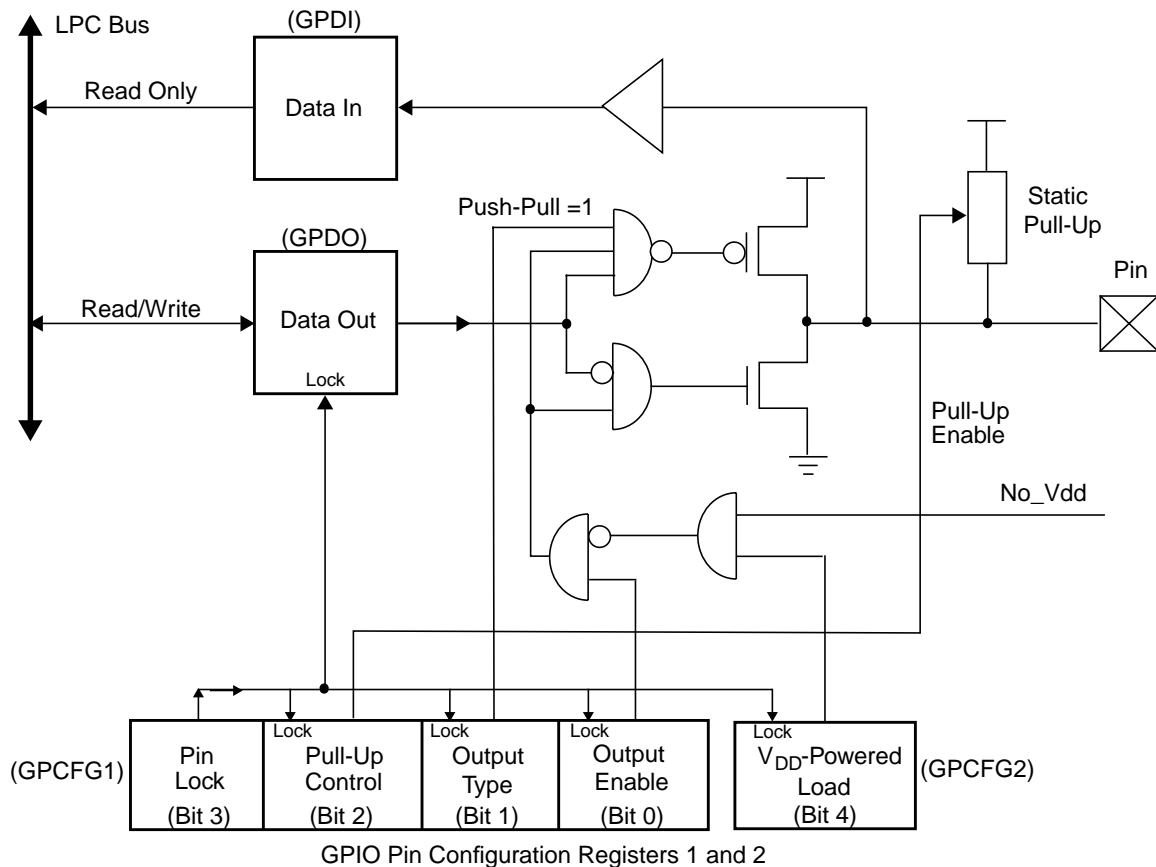 LPC Bus
(GPDI)
Read Only
Data In
Push-Pull =1
Static
Pull-Up
(GPDO)
Pin
Read/Write
Data Out
Lock
Pull-Up
Enable
No_Vdd
(GPCFG1)
Pin
Lock
(Bit 3)
Lock
Pull-Up
Control
(Bit 2)
Lock
Output
Type
(Bit 1)
Lock
Output
Enable
(Bit 0)
Lock
VDD-Powered
Load
(Bit 4)
(GPCFG2)
GPIO Pin Configuration Registers 1 and 2